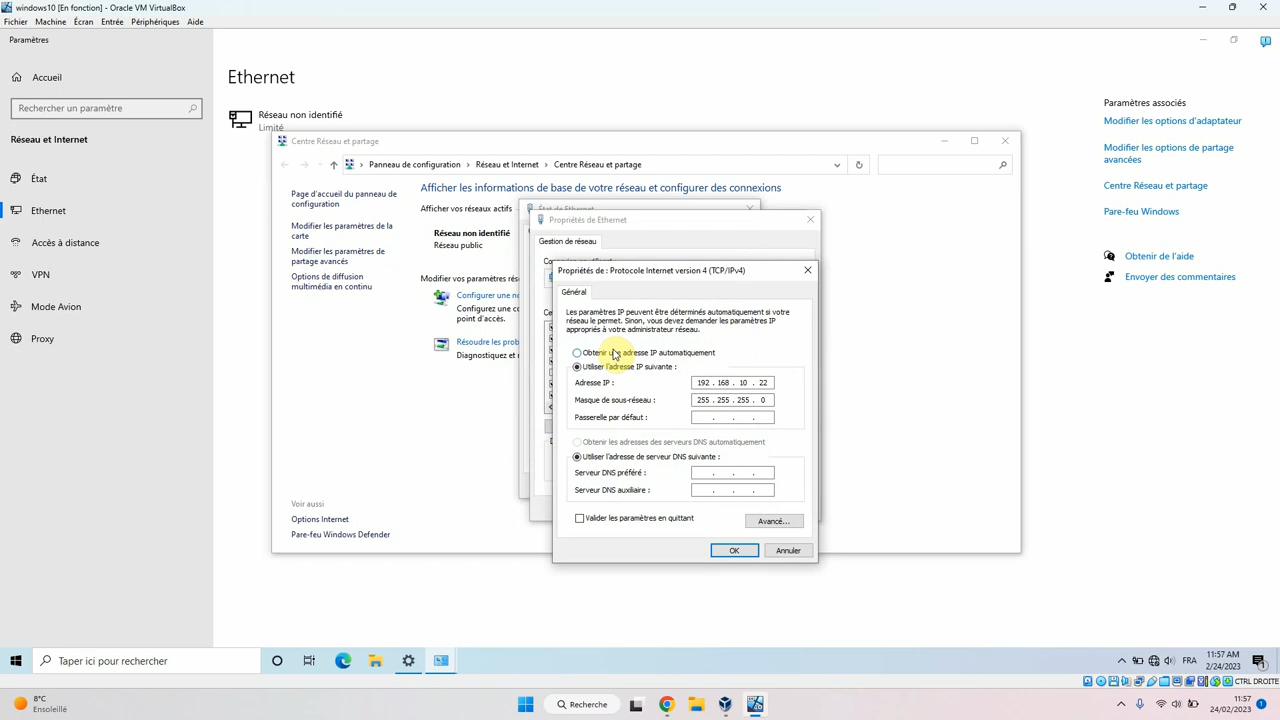 windows10 [En fonction] - Oracle VM VirtualBox
Fichier Machine Écran Entrée Périphériques Aide
Paramètres
Accueil
Rechercher un paramètre
Réseau et Internet
État
Ethernet
Accès à distance
VPN
Mode Avion
Proxy
Ethernet
Réseau non identifié
Limité
Centre Réseau et partage
Panneau de configuration > Réseau et Internet > Centre Réseau et partage
Page d'accueil du panneau de
configuration
Modifier les paramètres de la
carte
Modifier les paramètres de
partage avancés
Options de diffusion
multimédia en continu
Voir aussi
Options Internet
Pare-feu Windows Defender
Afficher les informations de base de votre réseau et configurer des connexions
Afficher vos réseaux actifs
Réseau non identifié
Réseau public
Modifier vos paramètres rés
Configurer une no
Configurez une co
point d'accès.
Résoudre les prob
Diagnostiquez et r
État de Ethernet
Propriétés de Ethernet
Gestion de réseau
Propriétés de : Protocole Internet version 4 (TCP/IPv4)
Général
Les paramètres IP peuvent être déterminés automatiquement si votre
réseau le permet. Sinon, vous devez demander les paramètres IP
appropriés à votre administrateur réseau.
Obtenir une adresse IP automatiquement
Utiliser l'adresse IP suivante :
Adresse IP : 192 . 168 . 10 . 22
Masque de sous-réseau : 255 . 255 . 255 . 0
Passerelle par défaut : . . .
Obtenir les adresses des serveurs DNS automatiquement
Utiliser l'adresse de serveur DNS suivante :
Serveur DNS préféré : . . .
Serveur DNS auxiliaire : . . .
Valider les paramètres en quittant
Avancé...
OK Annuler
Paramètres associés
Modifier les options d'adaptateur
Modifier les options de partage
avancées
Centre Réseau et partage
Pare-feu Windows
Obtenir de l'aide
Envoyer des commentaires
Taper ici pour rechercher
FRA
11:57 AM
2/24/2023
1
CTRL DROITE
8°C
Ensoleillé
Recherche
11:57
24/02/2023
1